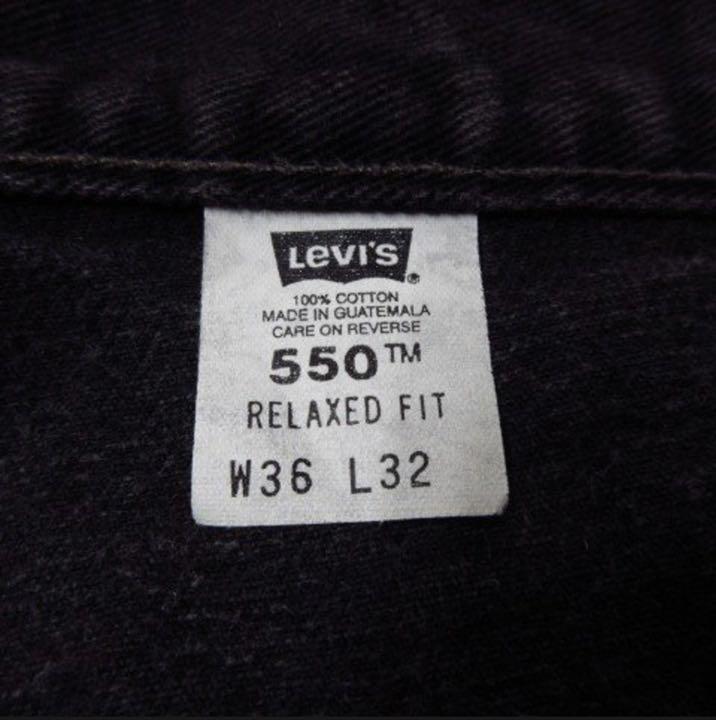 Levi's®
100% COTTON
MADE IN GUATEMALA
CARE ON REVERSE
550™
RELAXED FIT
W36 L32